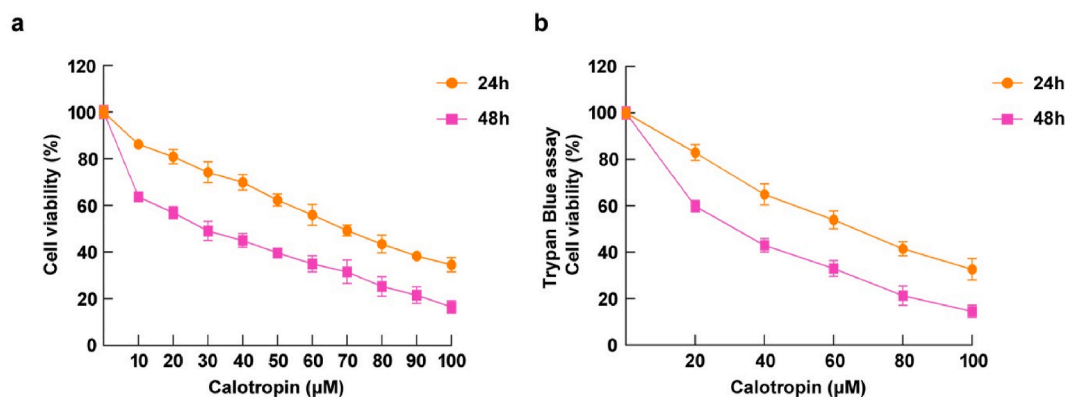 a
120
100
80
60
40
20
0
Cell viability (%)
10 20 30 40 50 60 70 80 90 100
Calotropin (µM)
24h
48h
b
120
100
80
60
40
20
0
Trypan Blue assay
Cell viability (%)
20 40 60 80 100
Calotropin (µM)
24h
48h